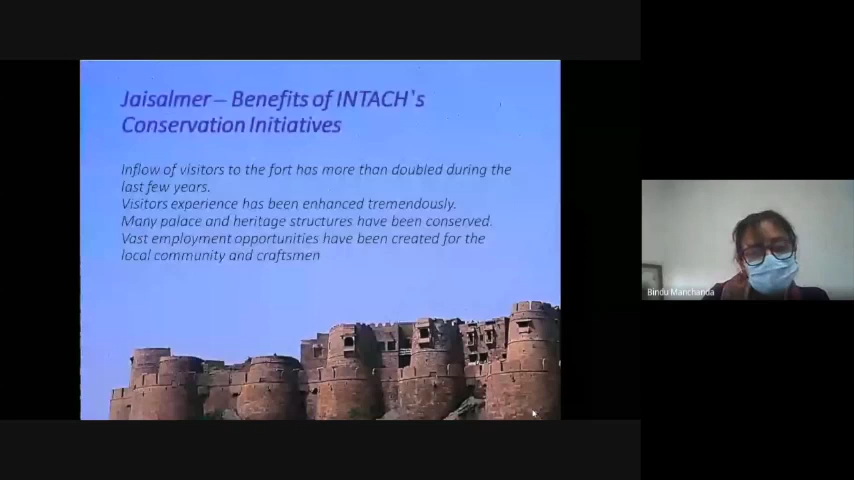 Jaisalmer – Benefits of INTACH's
Conservation Initiatives
Inflow of visitors to the fort has more than doubled during the
last few years.
Visitors experience has been enhanced tremendously.
Many palace and heritage structures have been conserved.
Vast employment opportunities have been created for the
local community and craftsmen
Bindu Manchanda